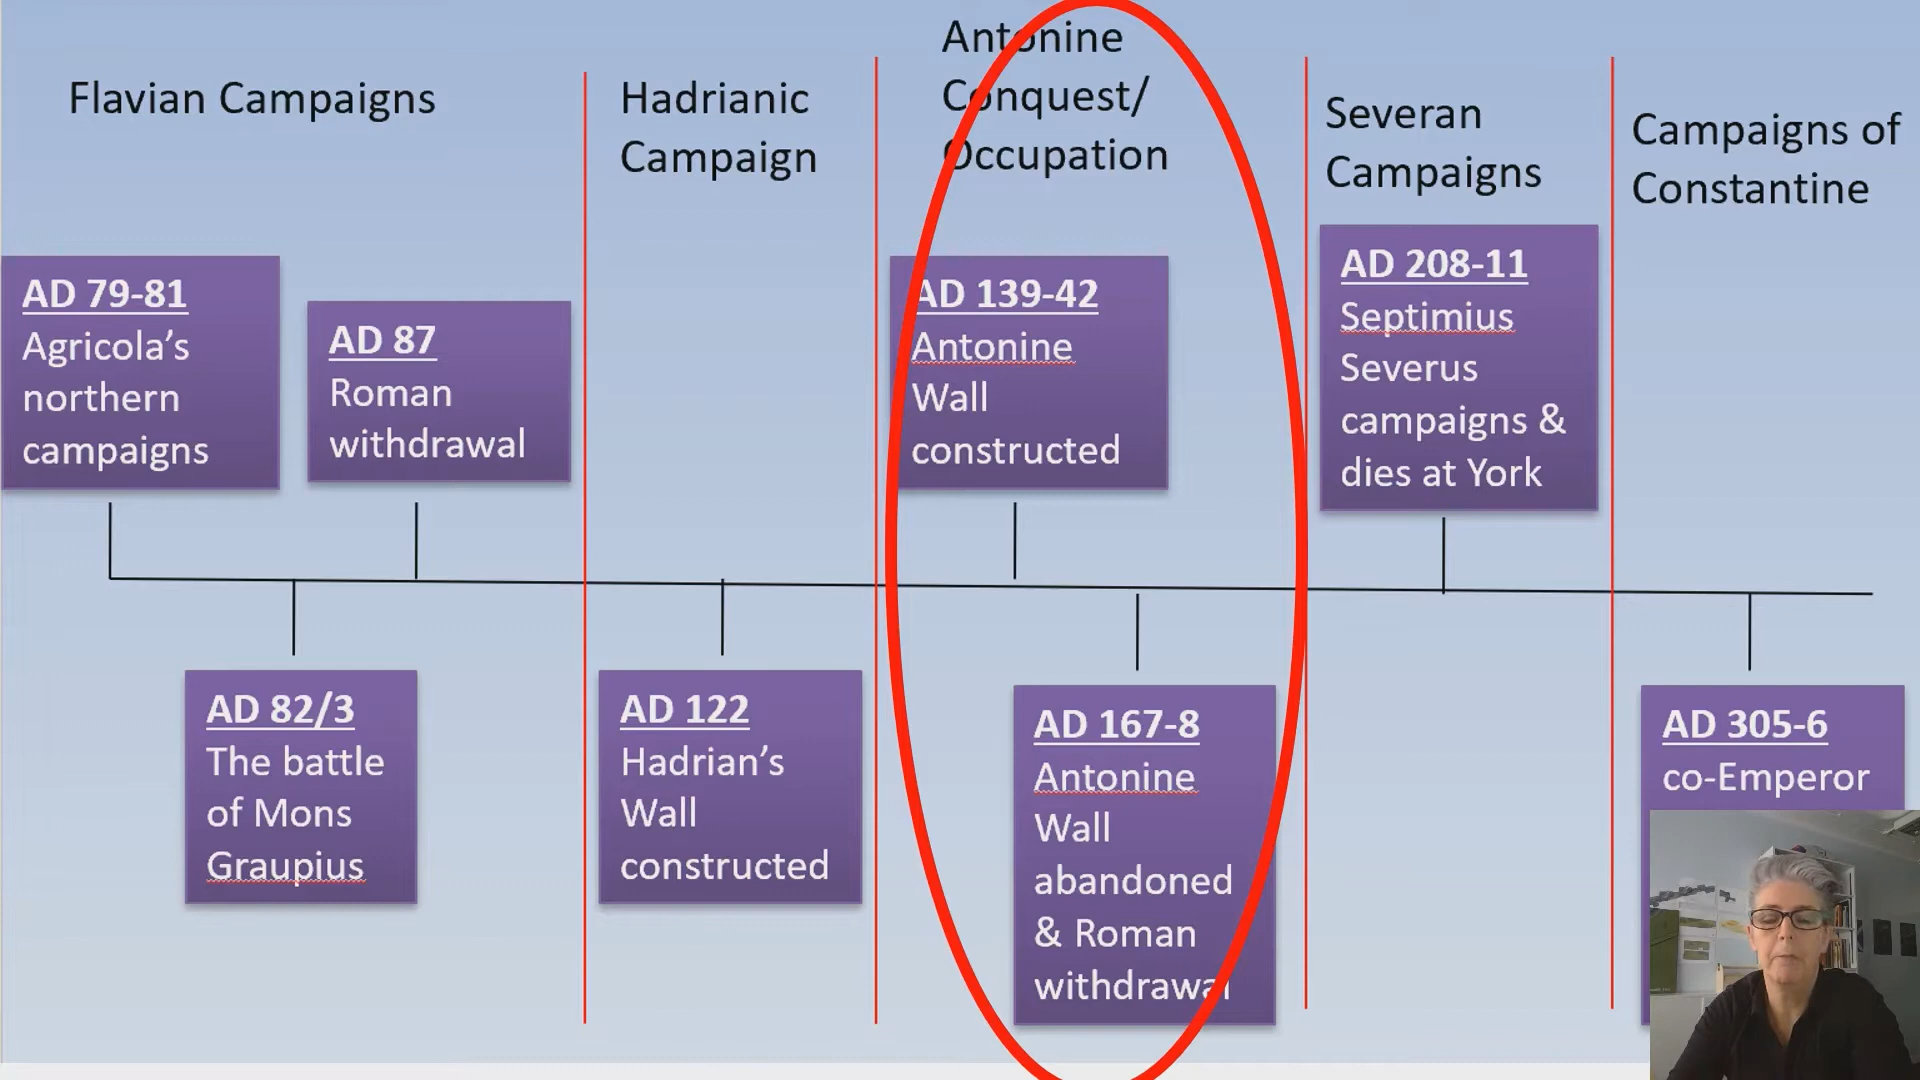 Flavian Campaigns
Hadrianic
Campaign
Antonine
Conquest/
Occupation
Severan
Campaigns
Campaigns of
Constantine
AD 79-81
Agricola’s
northern
campaigns
AD 87
Roman
withdrawal
AD 139-42
Antonine
Wall
constructed
AD 208-11
Septimius
Severus
campaigns &
dies at York
AD 82/3
The battle
of Mons
Graupius
AD 122
Hadrian’s
Wall
constructed
AD 167-8
Antonine
Wall
abandoned
& Roman
withdrawal
AD 305-6
co-Emperor